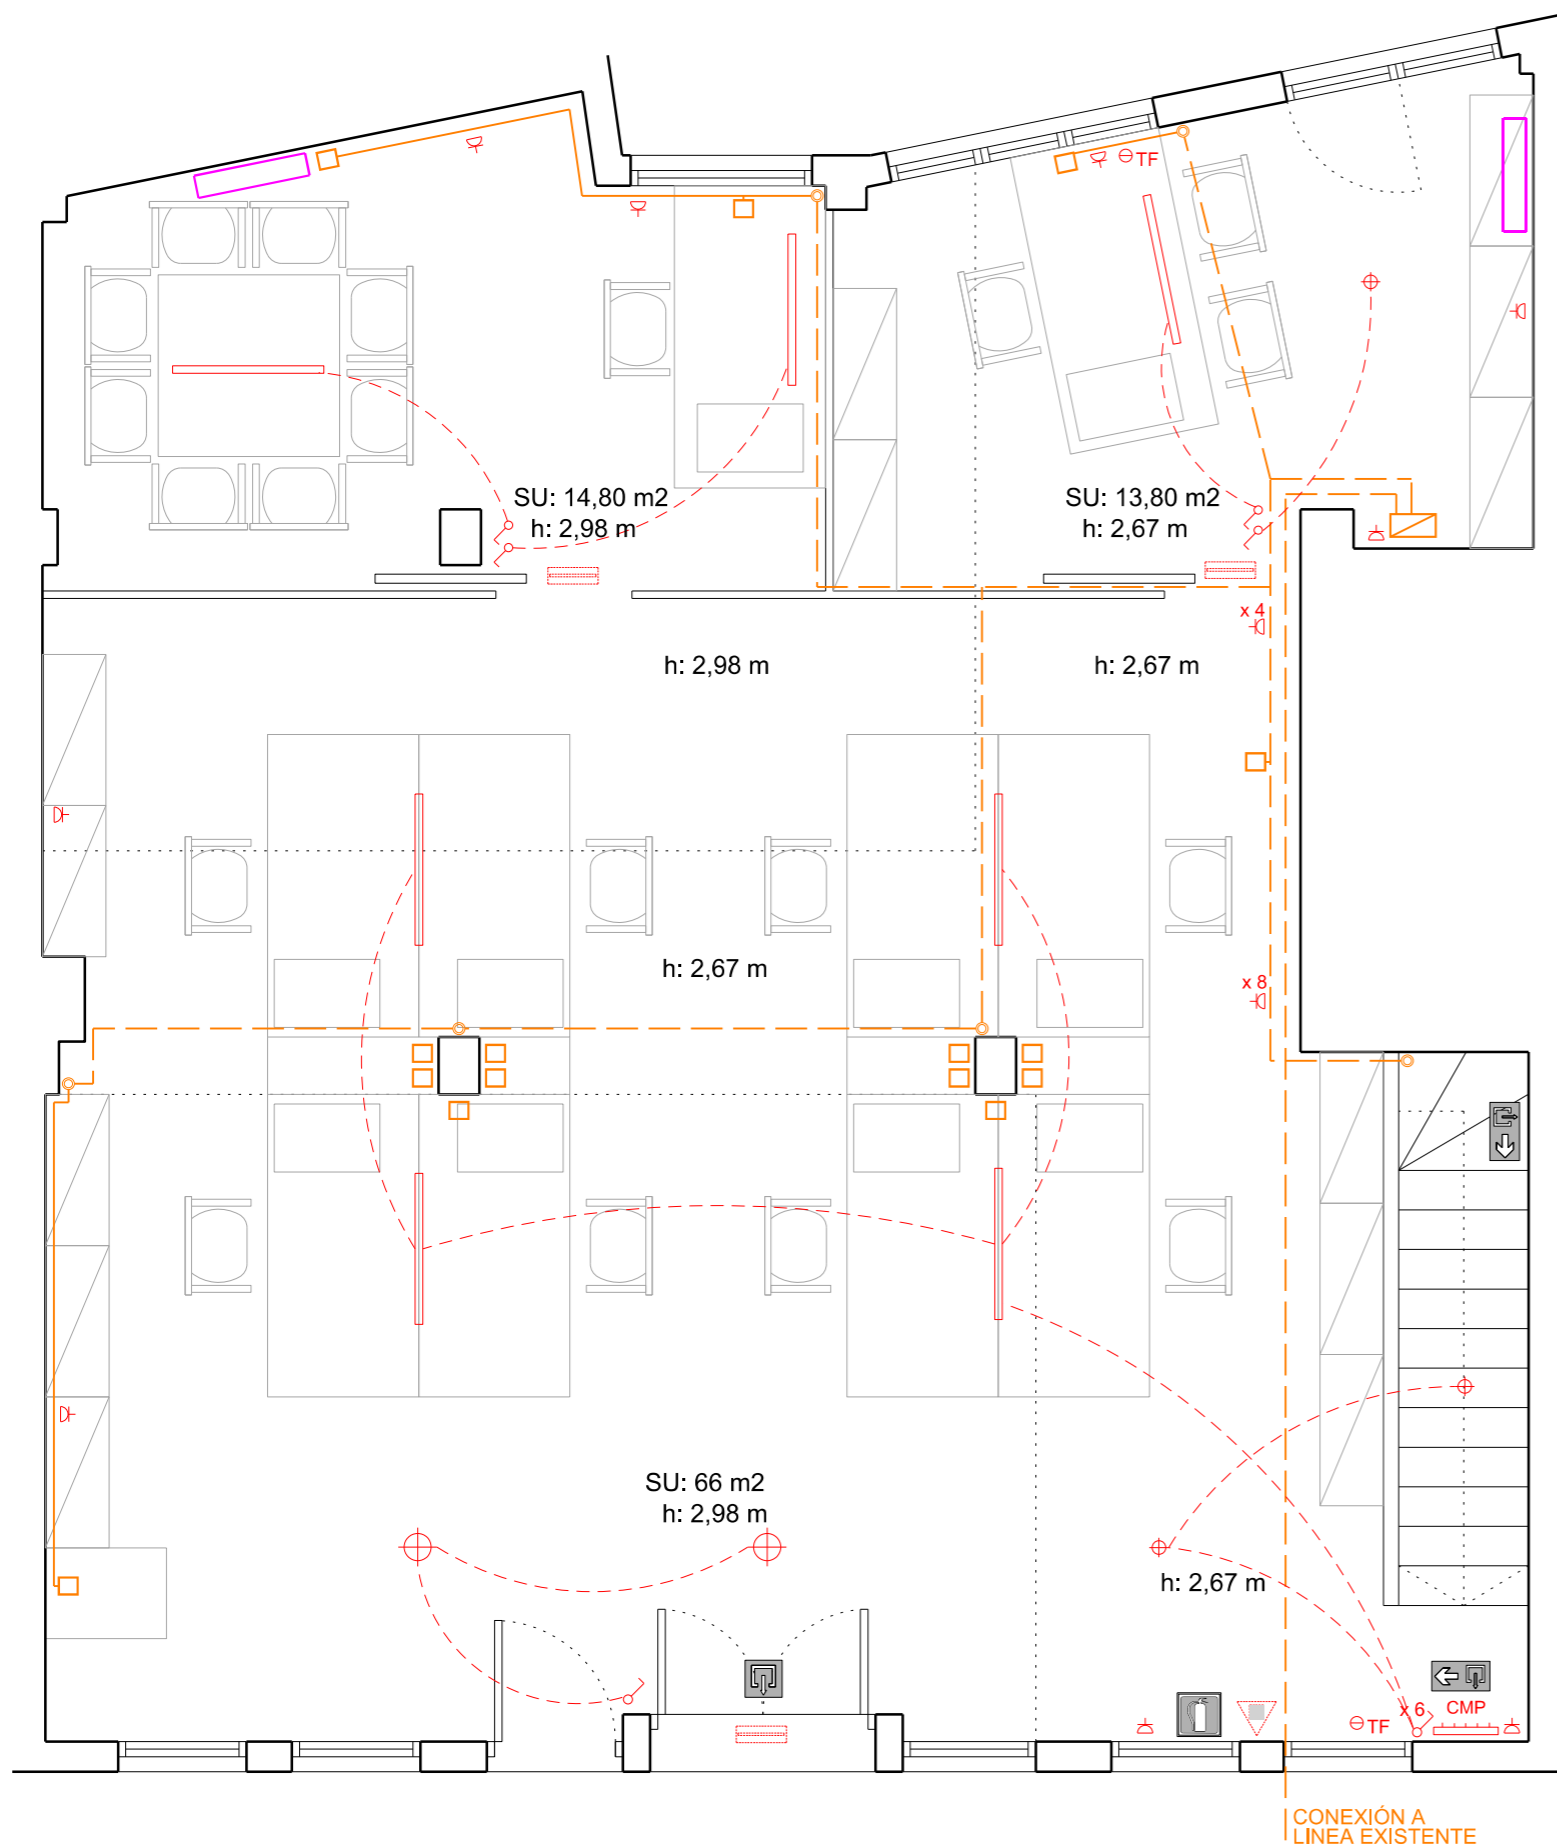 TF
SU: 14,80 m2
h: 2,98 m
SU: 13,80 m2
h: 2,67 m
x 4
h: 2,98 m
h: 2,67 m
h: 2,67 m
x 8
SU: 66 m2
h: 2,98 m
h: 2,67 m
x 6
CMP
TF
CONEXIÓN A
LINEA EXISTENTE